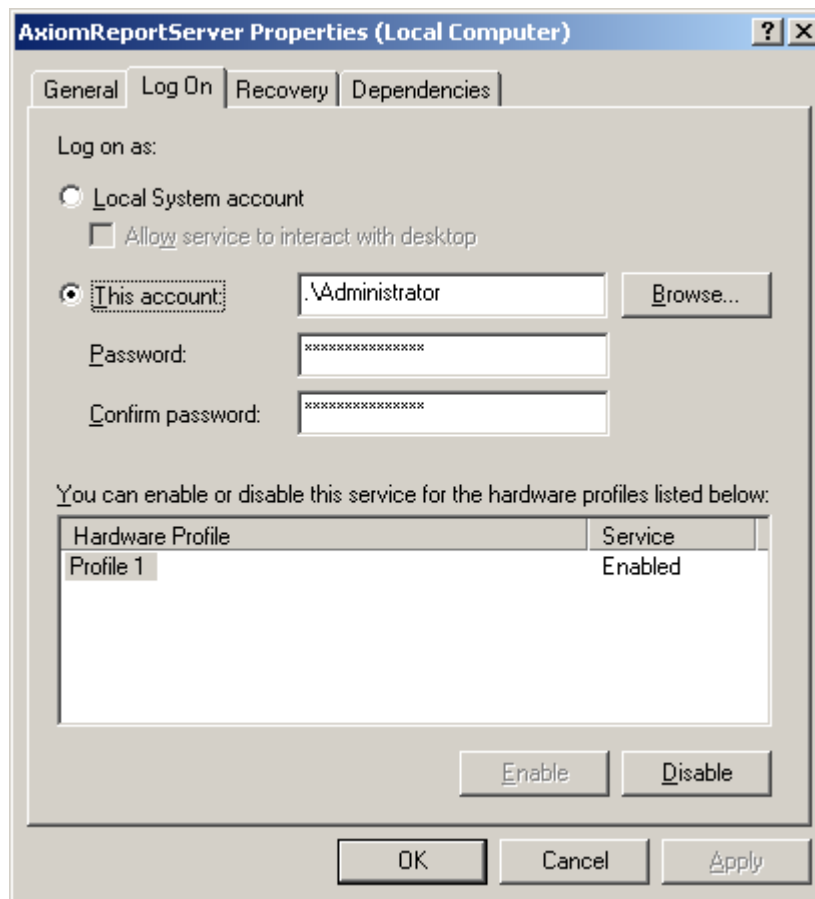 AxiomReportServer Properties (Local Computer)
General Log On Recovery Dependencies
Log on as:
Local System account
Allow service to interact with desktop
This account: .\Administrator Browse...
Password: ***************
Confirm password: ***************
You can enable or disable this service for the hardware profiles listed below:
Hardware Profile Service
Profile 1 Enabled
Enable Disable
OK Cancel Apply